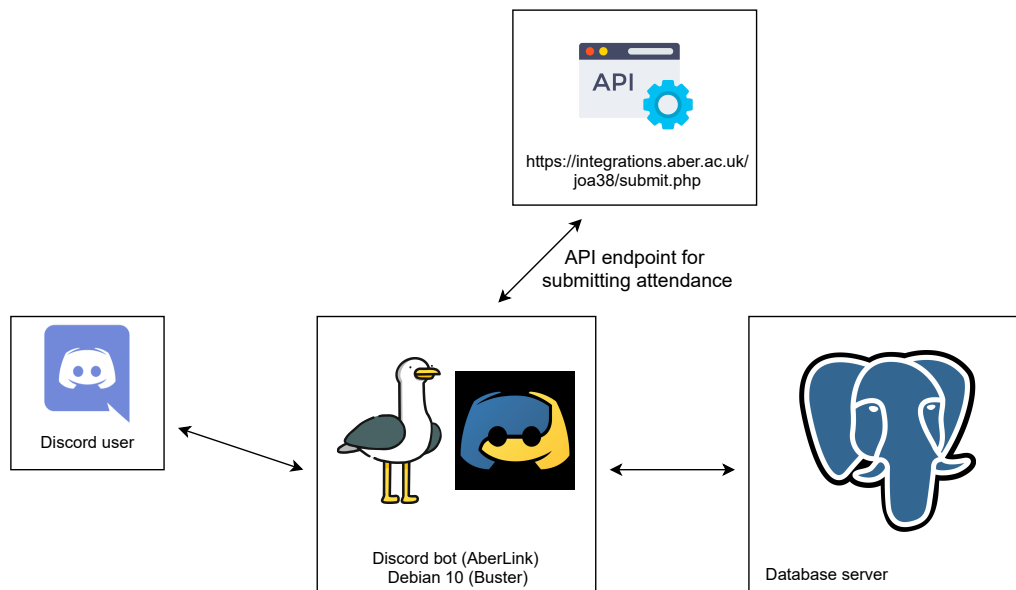 API
https://integrations.aber.ac.uk/
joa38/submit.php
API endpoint for
submitting attendance
Discord user
Discord bot (AberLink)
Debian 10 (Buster)
Database server